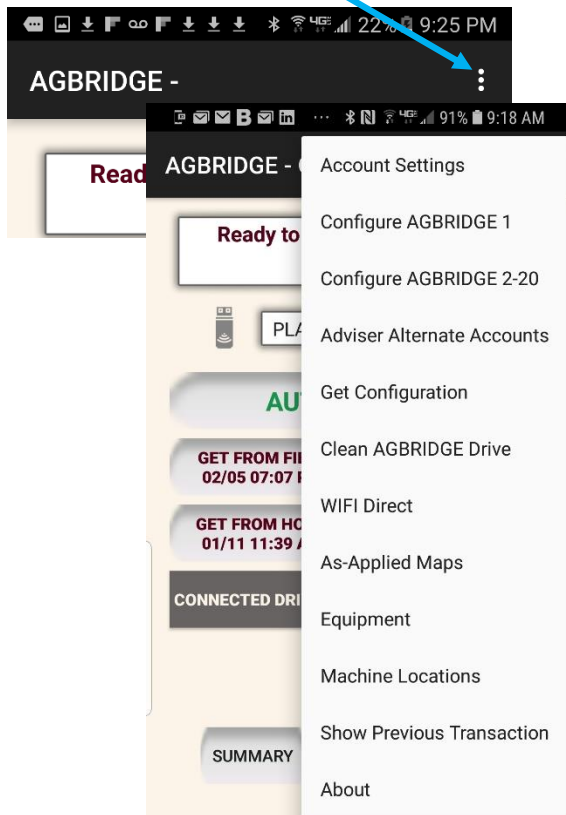 4GE 22% 9:25 PM
AGBRIDGE -
Read
B in ... N 4GE 91% 9:18 AM
AGBRIDGE -
Ready to
PLA
AU
GET FROM FI
02/05 07:07
GET FROM HO
01/11 11:39
CONNECTED DRI
SUMMARY
Account Settings
Configure AGBRIDGE 1
Configure AGBRIDGE 2-20
Adviser Alternate Accounts
Get Configuration
Clean AGBRIDGE Drive
WIFI Direct
As-Applied Maps
Equipment
Machine Locations
Show Previous Transaction
About